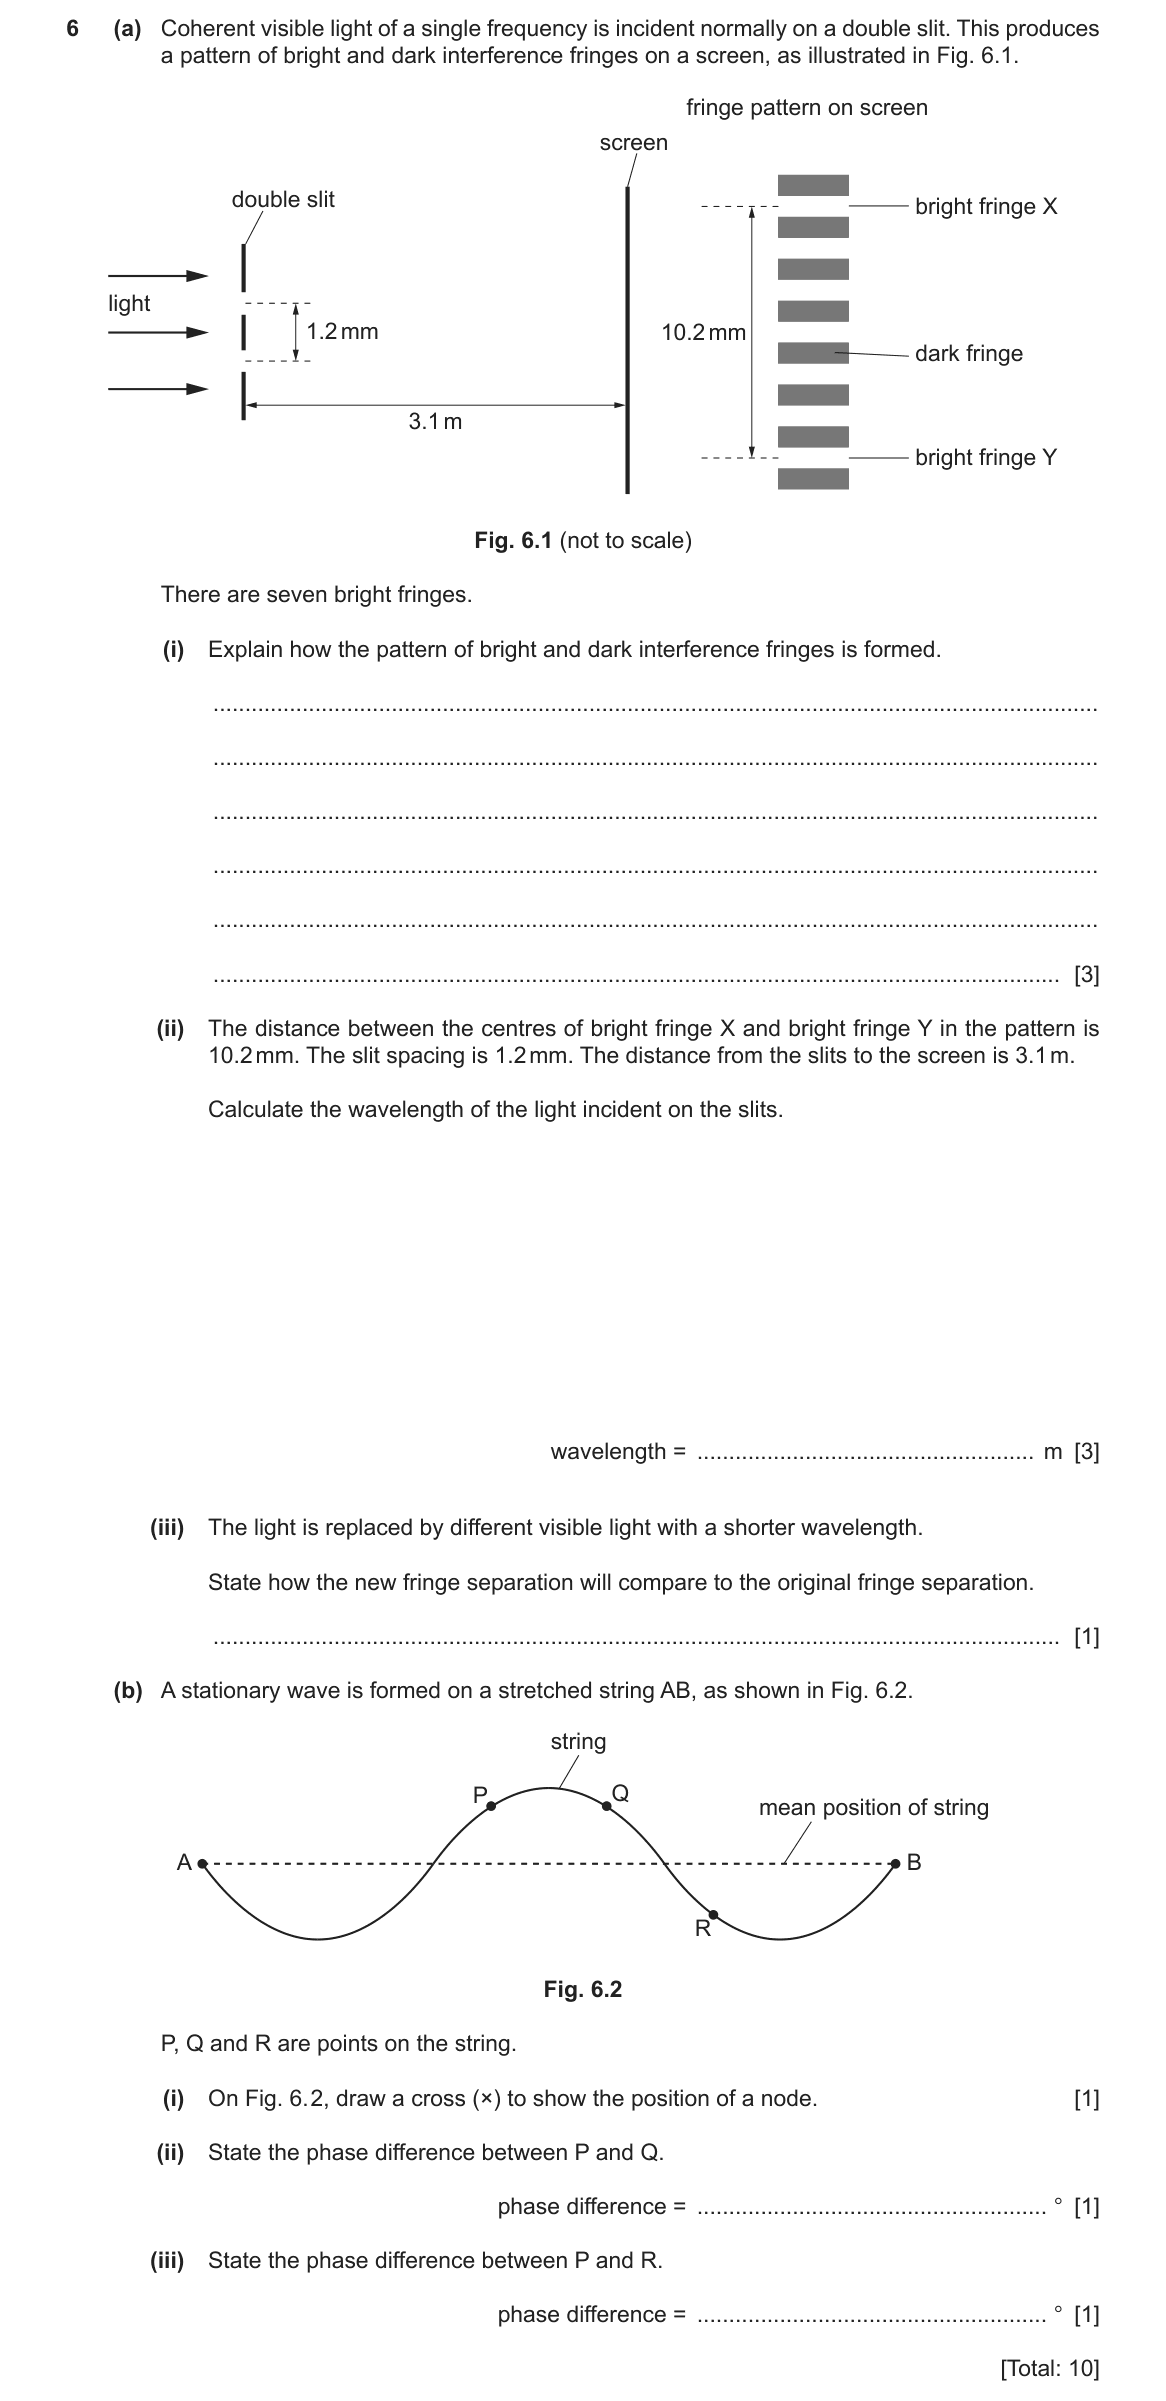 6 (a) Coherent visible light of a single frequency is incident normally on a double slit. This produces
a pattern of bright and dark interference fringes on a screen, as illustrated in Fig. 6.1.
fringe pattern on screen
screen
double slit
bright fringe X
light
1.2 mm
10.2 mm
dark fringe
3.1 m
bright fringe Y
Fig. 6.1 (not to scale)
There are seven bright fringes.
(i) Explain how the pattern of bright and dark interference fringes is formed.
[3]
(ii) The distance between the centres of bright fringe X and bright fringe Y in the pattern is
10.2 mm. The slit spacing is 1.2 mm. The distance from the slits to the screen is 3.1 m.
Calculate the wavelength of the light incident on the slits.
wavelength = ..................................................... m [3]
(iii) The light is replaced by different visible light with a shorter wavelength.
State how the new fringe separation will compare to the original fringe separation.
[1]
(b) A stationary wave is formed on a stretched string AB, as shown in Fig. 6.2.
string
P
Q
mean position of string
A
B
R
Fig. 6.2
P, Q and R are points on the string.
(i) On Fig. 6.2, draw a cross (×) to show the position of a node. [1]
(ii) State the phase difference between P and Q.
phase difference = ....................................................... ° [1]
(iii) State the phase difference between P and R.
phase difference = ....................................................... ° [1]
[Total: 10]